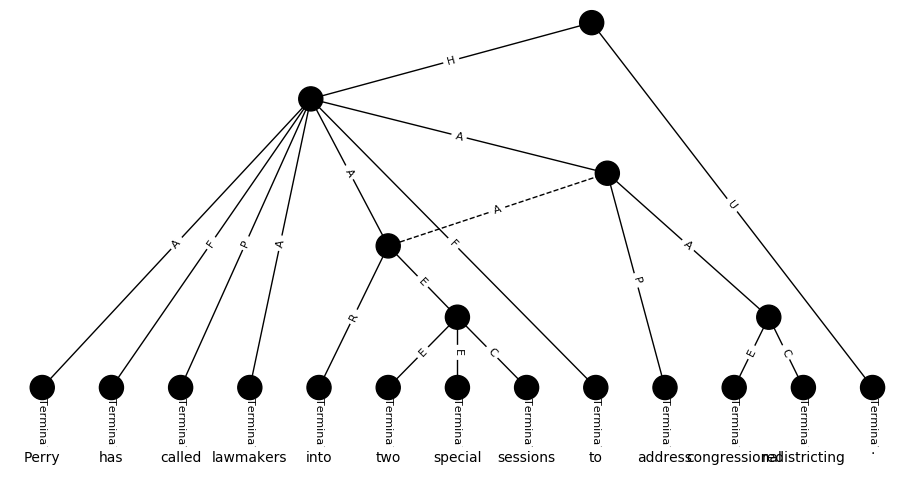 H
A
A
A
U
A F P A F A
E P
R
E E C E C
Termina Termina Termina Termina Termina Termina Termina Termina Termina Termina Termina Termina Termina
Perry has called lawmakers into two special sessions to address congressional redistricting .